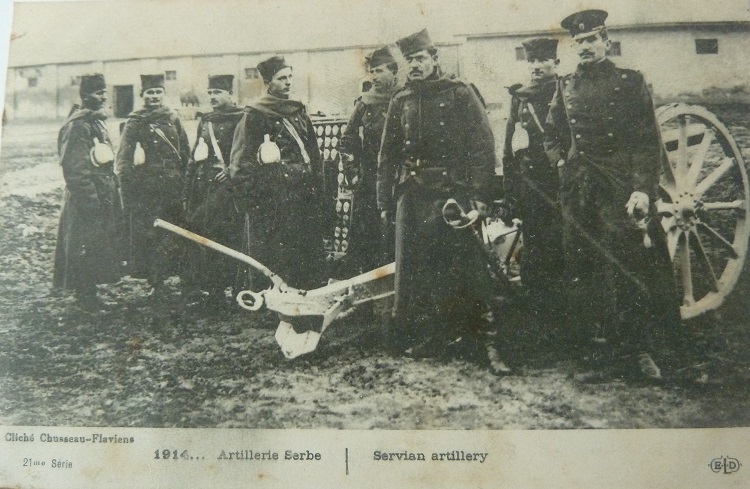 Cliché Chusseau-Flaviens
21me Série
1914... Artillerie Serbe | Servian artillery
ELD